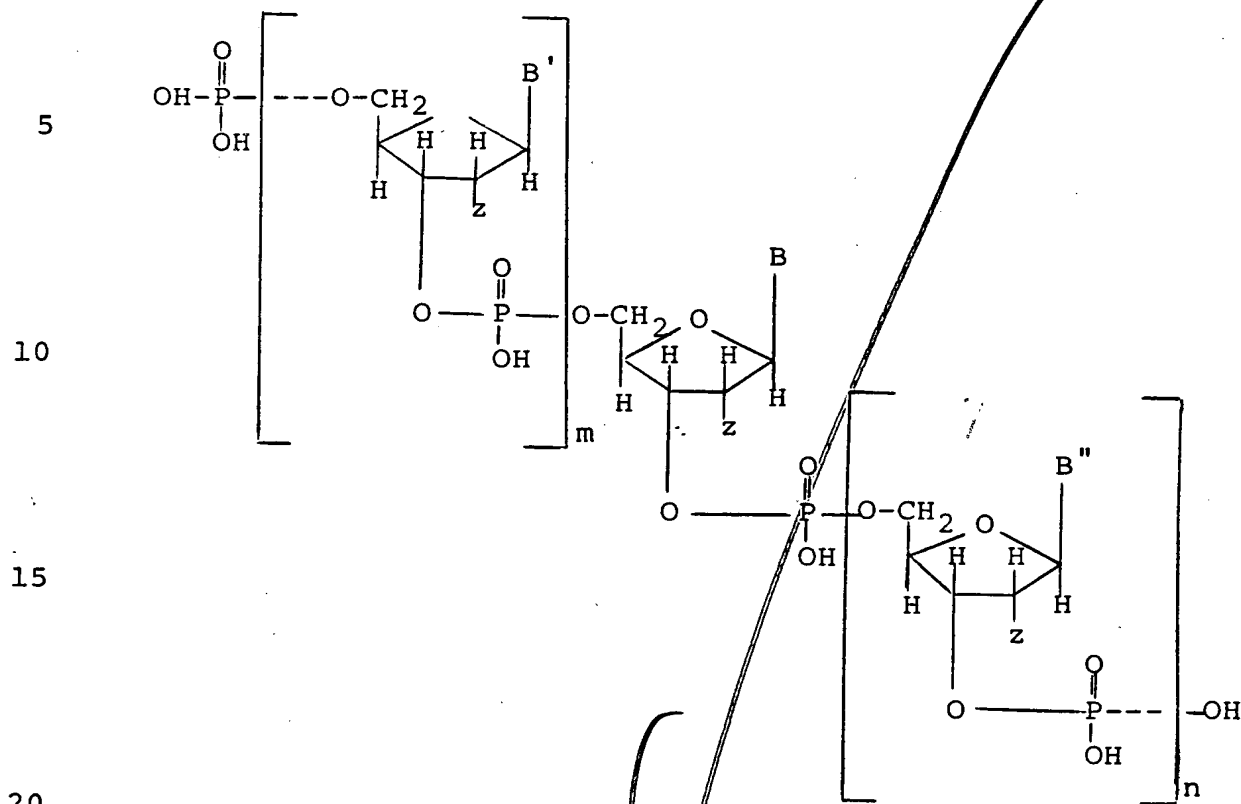 O
B'
OH-P----O-CH2
5
OH
H H
H H
z
O
B
O P O-CH2 O
10
OH
H H
H H
m z
O B"
O P O-CH2 O
OH H H
15
H H
z
O
O P----OH
OH
20
n